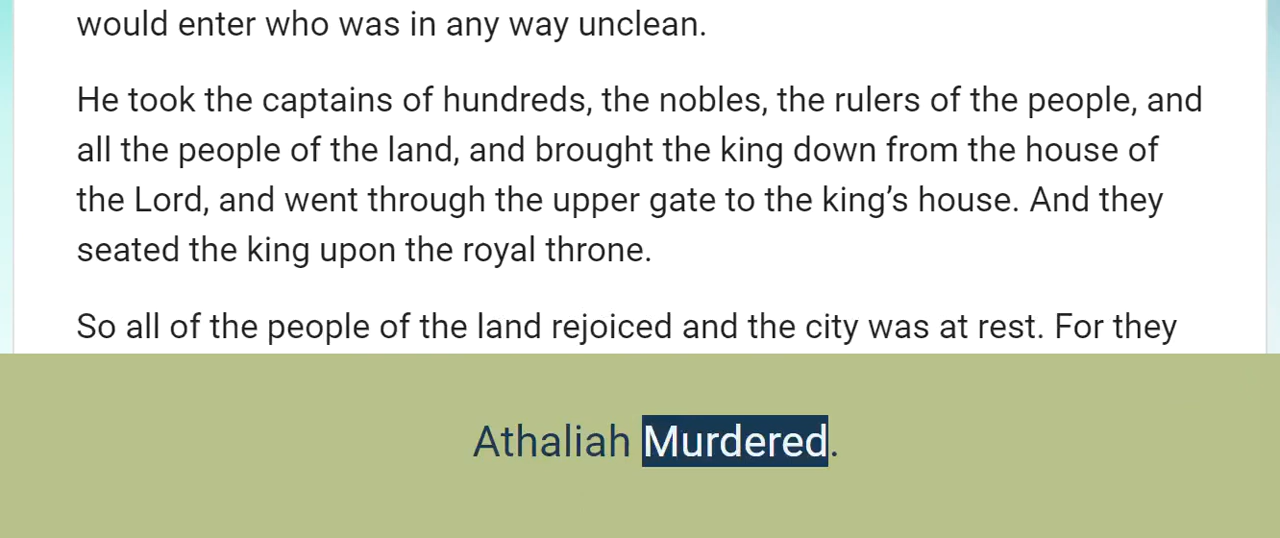 would enter who was in any way unclean.
He took the captains of hundreds, the nobles, the rulers of the people, and
all the people of the land, and brought the king down from the house of
the Lord, and went through the upper gate to the king’s house. And they
seated the king upon the royal throne.
So all of the people of the land rejoiced and the city was at rest. For they
Athaliah Murdered.